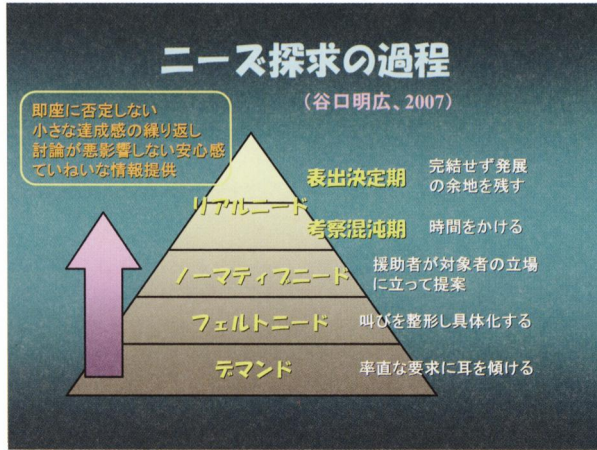 ニーズ探求の過程
（谷口明広、2007）
即座に否定しない
小さな達成感の繰り返し
討論が悪影響しない安心感
ていねいな情報提供
表出決定期
完結せず発展
の余地を残す
リアルニード
考察混沌期
時間をかける
ノーマティブニード
援助者が対象者の立場
に立って提案
フェルトニード
叫びを整形し具体化する
デマンド
率直な要求に耳を傾ける